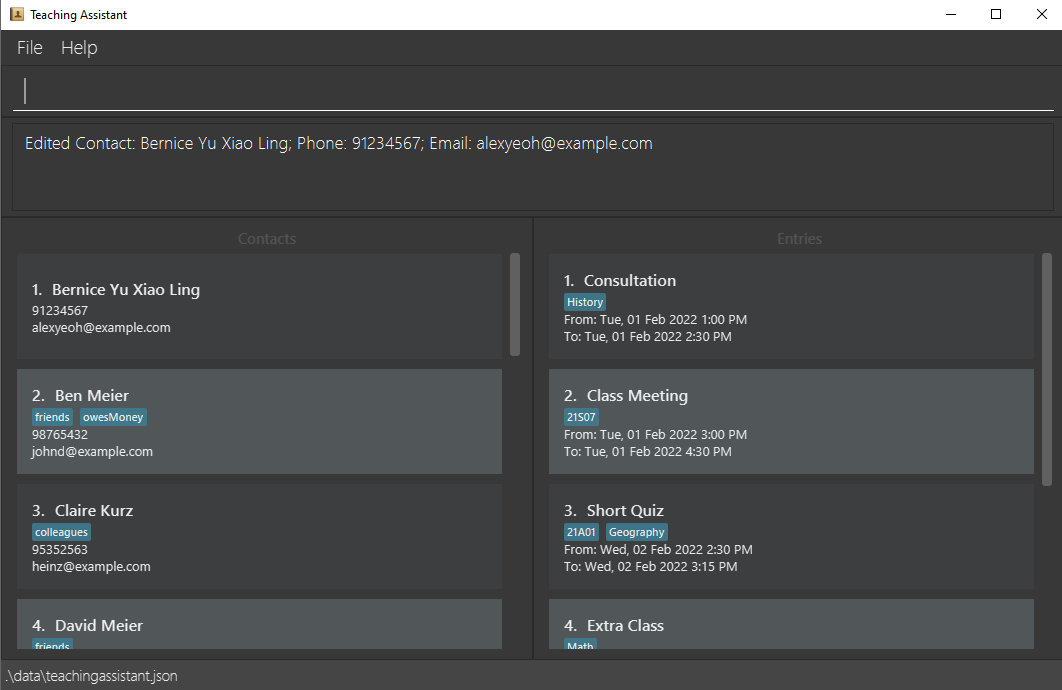 Teaching Assistant
File Help
Edited Contact: Bernice Yu Xiao Ling; Phone: 91234567; Email: alexyeoh@example.com
Contacts
1. Bernice Yu Xiao Ling
91234567
alexyeoh@example.com
2. Ben Meier
friends owesMoney
98765432
johnd@example.com
3. Claire Kurz
colleagues
95352563
heinz@example.com
4. David Meier
friends
Entries
1. Consultation
History
From: Tue, 01 Feb 2022 1:00 PM
To: Tue, 01 Feb 2022 2:30 PM
2. Class Meeting
21S07
From: Tue, 01 Feb 2022 3:00 PM
To: Tue, 01 Feb 2022 4:30 PM
3. Short Quiz
21A01 Geography
From: Wed, 02 Feb 2022 2:30 PM
To: Wed, 02 Feb 2022 3:15 PM
4. Extra Class
Math
.\data\teachingassistant.json